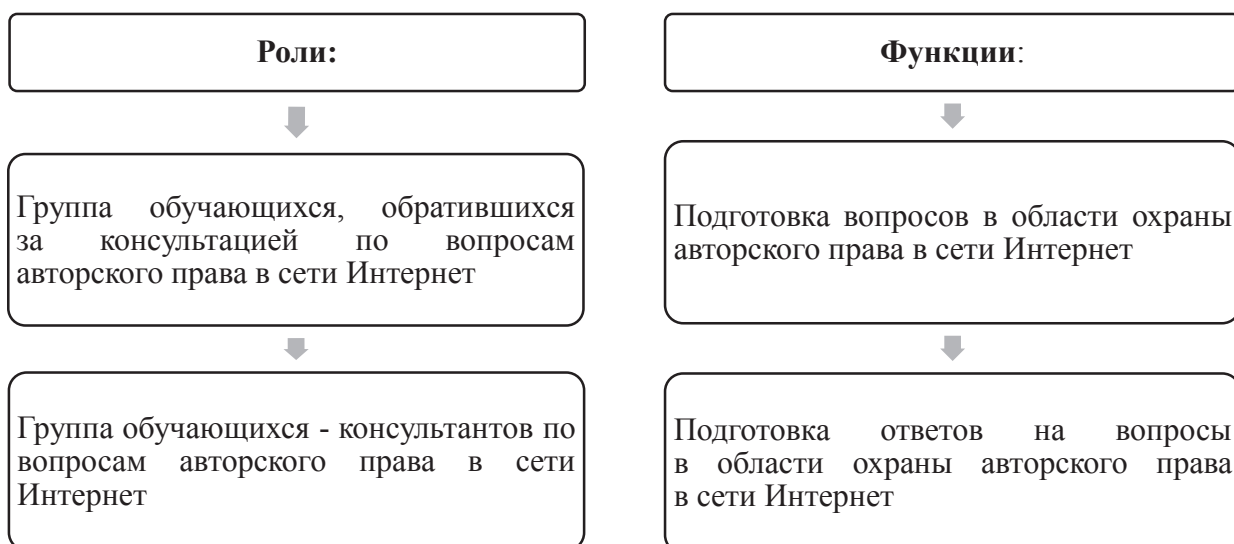 Роли:
Группа обучающихся, обратившихся
за консультацией по вопросам
авторского права в сети Интернет
Группа обучающихся - консультантов по
вопросам авторского права в сети
Интернет
Функции:
Подготовка вопросов в области охраны
авторского права в сети Интернет
Подготовка ответов на вопросы
в области охраны авторского права
в сети Интернет